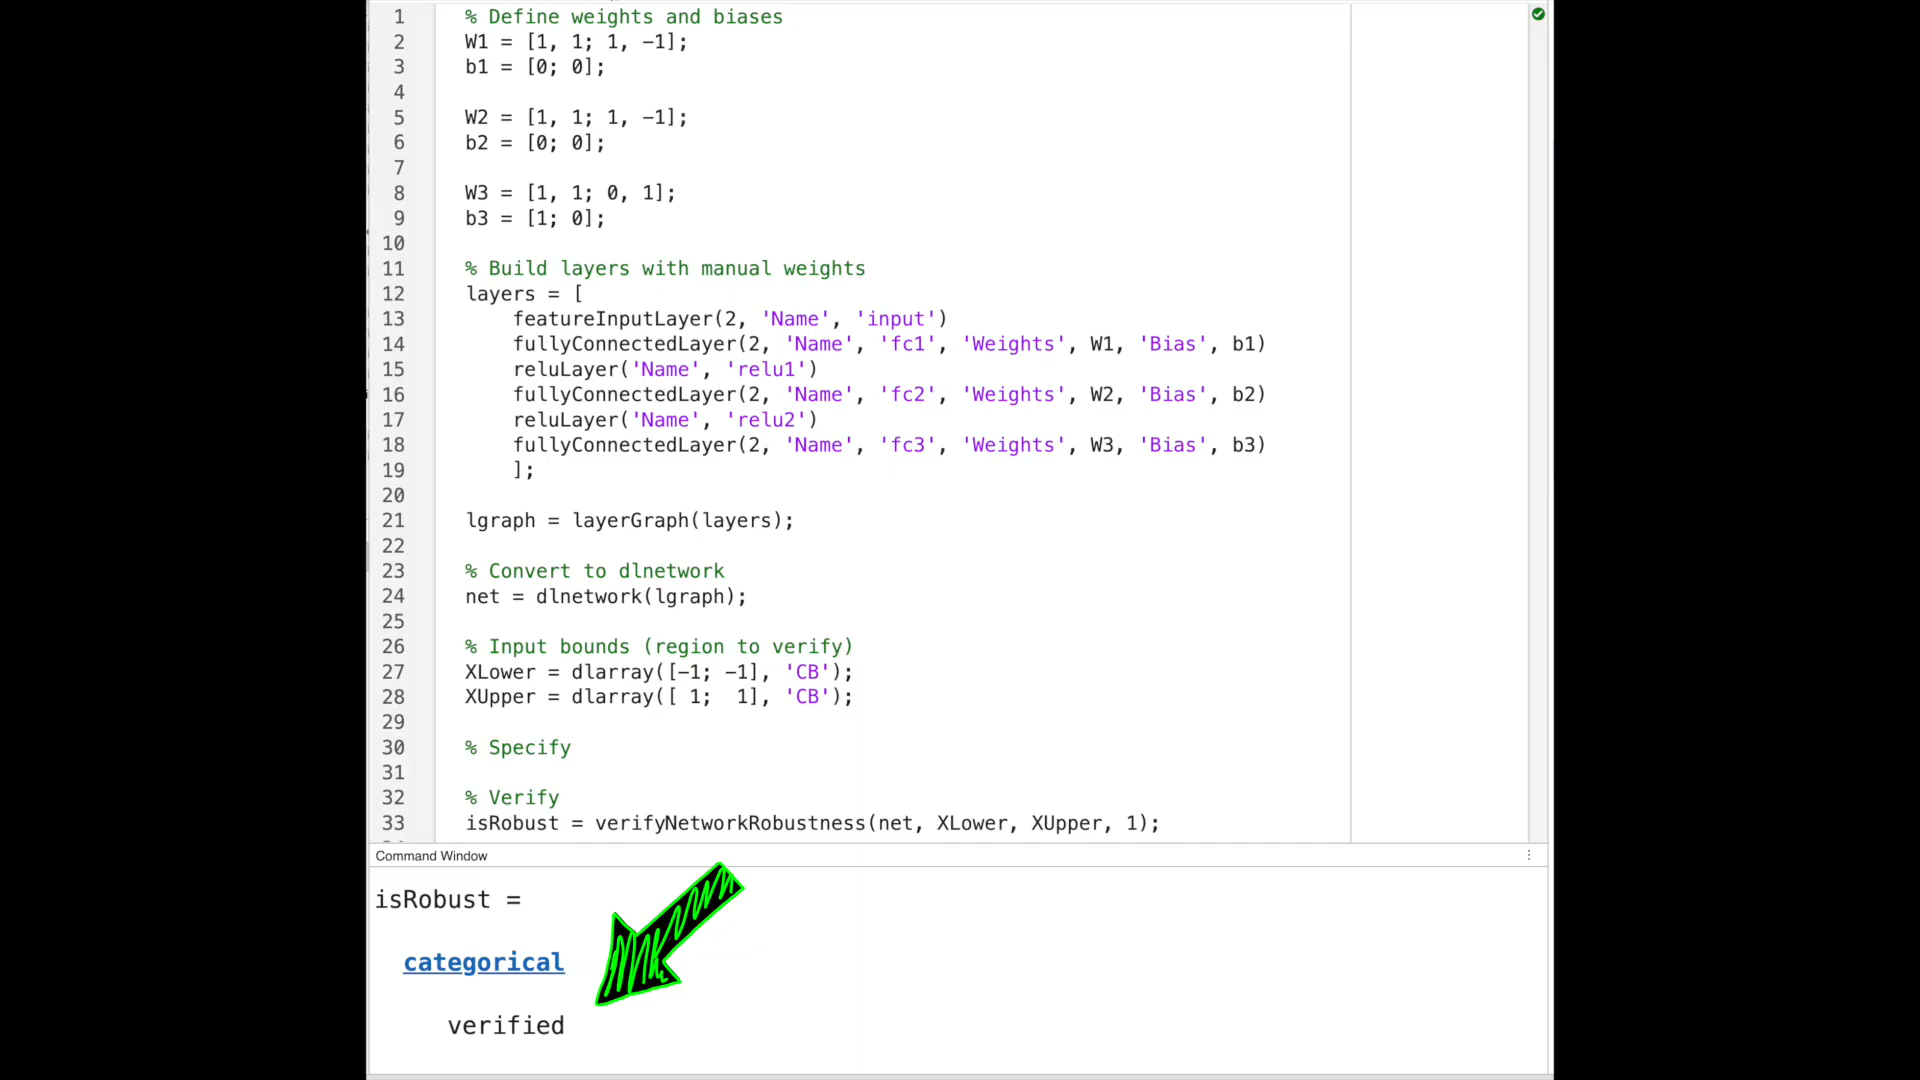 1 % Define weights and biases
2 W1 = [1, 1; 1, -1];
3 b1 = [0; 0];
4
5 W2 = [1, 1; 1, -1];
6 b2 = [0; 0];
7
8 W3 = [1, 1; 0, 1];
9 b3 = [1; 0];
10
11 % Build layers with manual weights
12 layers = [
13 featureInputLayer(2, 'Name', 'input')
14 fullyConnectedLayer(2, 'Name', 'fc1', 'Weights', W1, 'Bias', b1)
15 reluLayer('Name', 'relu1')
16 fullyConnectedLayer(2, 'Name', 'fc2', 'Weights', W2, 'Bias', b2)
17 reluLayer('Name', 'relu2')
18 fullyConnectedLayer(2, 'Name', 'fc3', 'Weights', W3, 'Bias', b3)
19 ];
20
21 lgraph = layerGraph(layers);
22
23 % Convert to dlnetwork
24 net = dlnetwork(lgraph);
25
26 % Input bounds (region to verify)
27 XLower = dlarray([-1; -1], 'CB');
28 XUpper = dlarray([ 1;  1], 'CB');
29
30 % Specify
31
32 % Verify
33 isRobust = verifyNetworkRobustness(net, XLower, XUpper, 1);
Command Window
isRobust =
categorical
verified